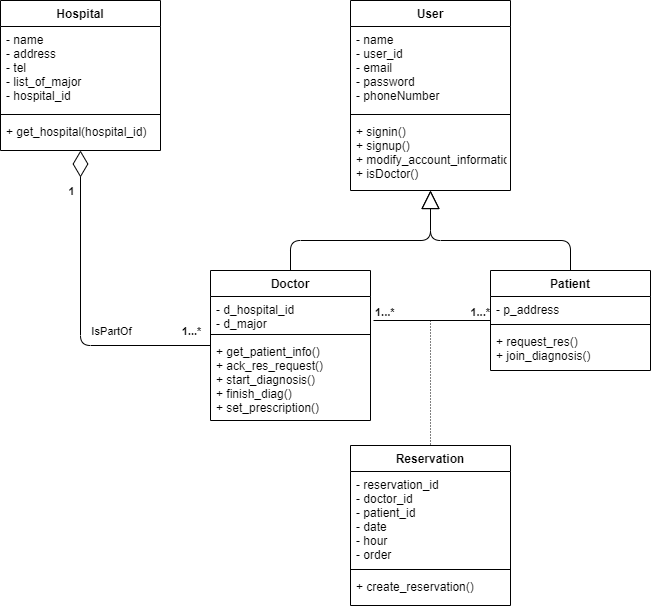 Hospital
- name
- address
- tel
- list_of_major
- hospital_id
+ get_hospital(hospital_id)
User
- name
- user_id
- email
- password
- phoneNumber
+ signin()
+ signup()
+ modify_account_informatic
+ isDoctor()
1
IsPartOf
1...*
Doctor
- d_hospital_id
- d_major
+ get_patient_info()
+ ack_res_request()
+ start_diagnosis()
+ finish_diag()
+ set_prescription()
1...*
1...*
Patient
- p_address
+ request_res()
+ join_diagnosis()
Reservation
- reservation_id
- doctor_id
- patient_id
- date
- hour
- order
+ create_reservation()